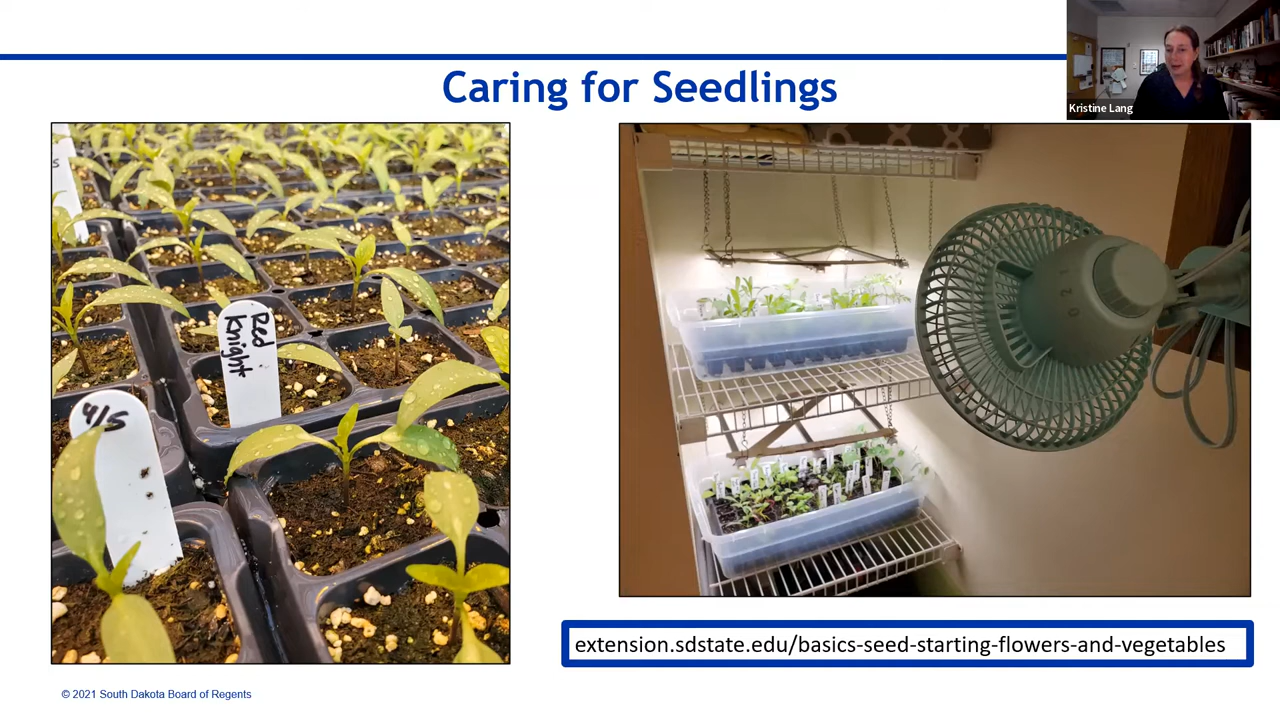 Caring for Seedlings
Kristine Lang
Red
Knight
4/5
extension.sdstate.edu/basics-seed-starting-flowers-and-vegetables
© 2021 South Dakota Board of Regents